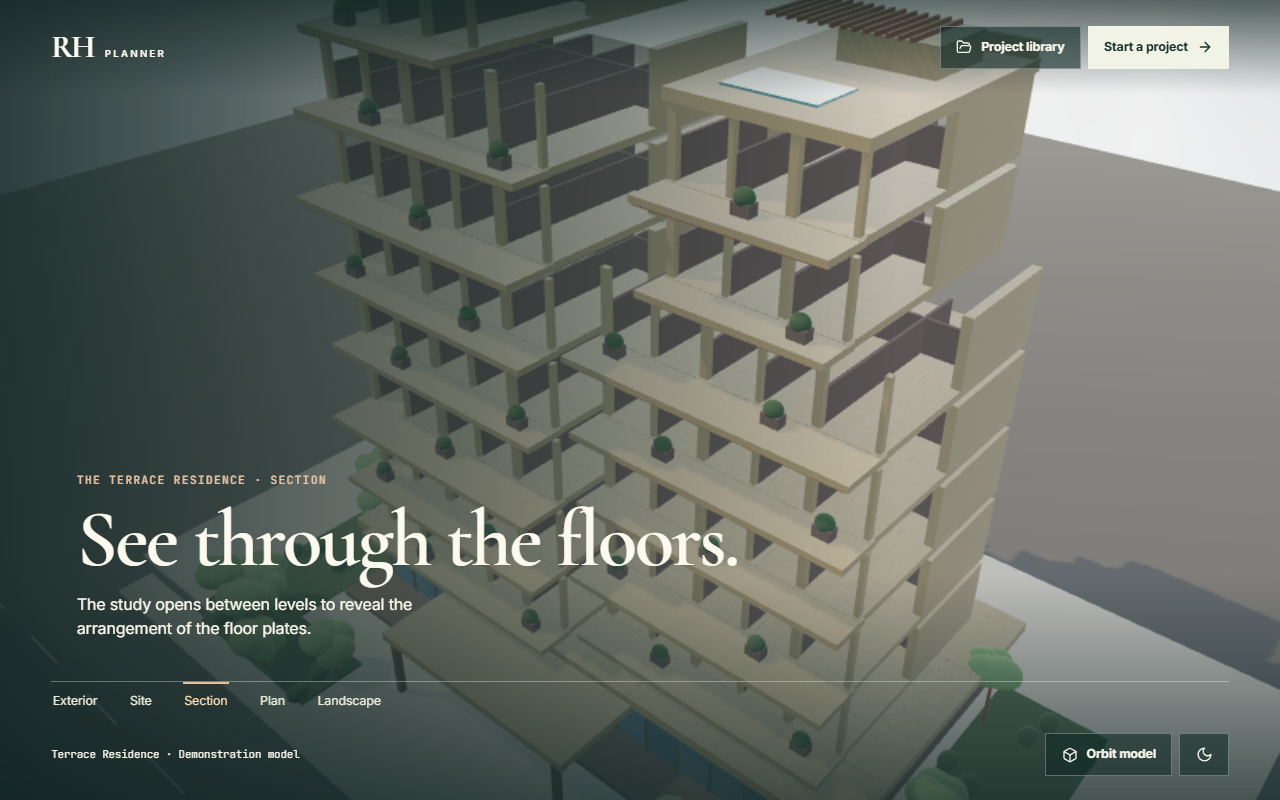 RH PLANNER
Project library
Start a project
THE TERRACE RESIDENCE · SECTION
See through the floors.
The study opens between levels to reveal the
arrangement of the floor plates.
Exterior
Site
Section
Plan
Landscape
Terrace Residence · Demonstration model
Orbit model